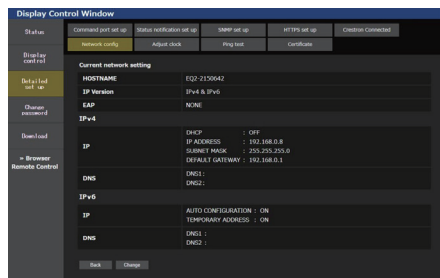 Display Control Window
Status
Command port set up
Status notification set up
SNMP set up
HTTPS set up
Crestron Connected
Network config
Adjust clock
Ping test
Certificate
Display
control
Detailed
set up
Change
password
Download
» Browser
Remote Control
Current network setting
HOSTNAME EQ2-2150642
IP Version IPv4 & IPv6
EAP NONE
IPv4
IP
DHCP : OFF
IP ADDRESS : 192.168.0.8
SUBNET MASK : 255.255.255.0
DEFAULT GATEWAY : 192.168.0.1
DNS
DNS1:
DNS2:
IPv6
IP
AUTO CONFIGURATION : ON
TEMPORARY ADDRESS : ON
DNS
DNS1 :
DNS2 :
Back
Change